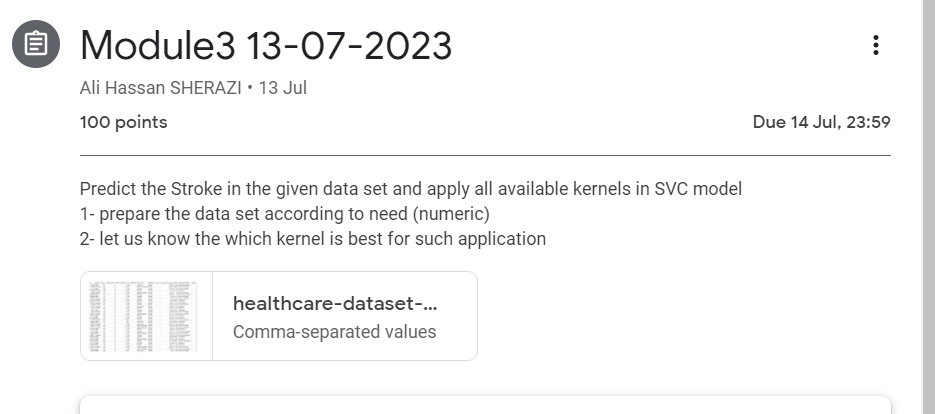 Module3 13-07-2023
Ali Hassan SHERAZI • 13 Jul
100 points
Due 14 Jul, 23:59
Predict the Stroke in the given data set and apply all available kernels in SVC model
1- prepare the data set according to need (numeric)
2- let us know the which kernel is best for such application
healthcare-dataset-...
Comma-separated values